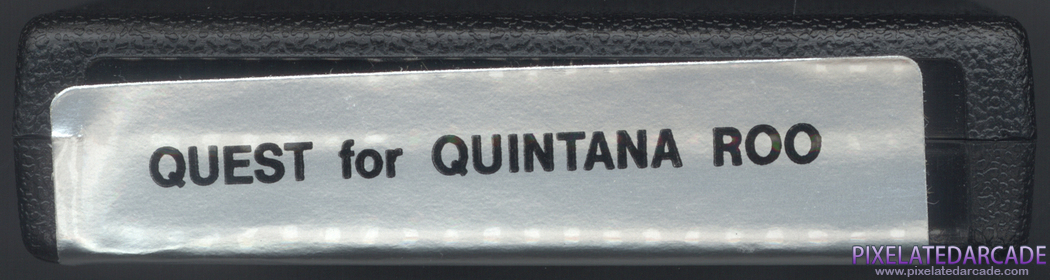 QUEST for QUINTANA ROO
PIXELATEDARCADE
www.pixelatedarcade.com